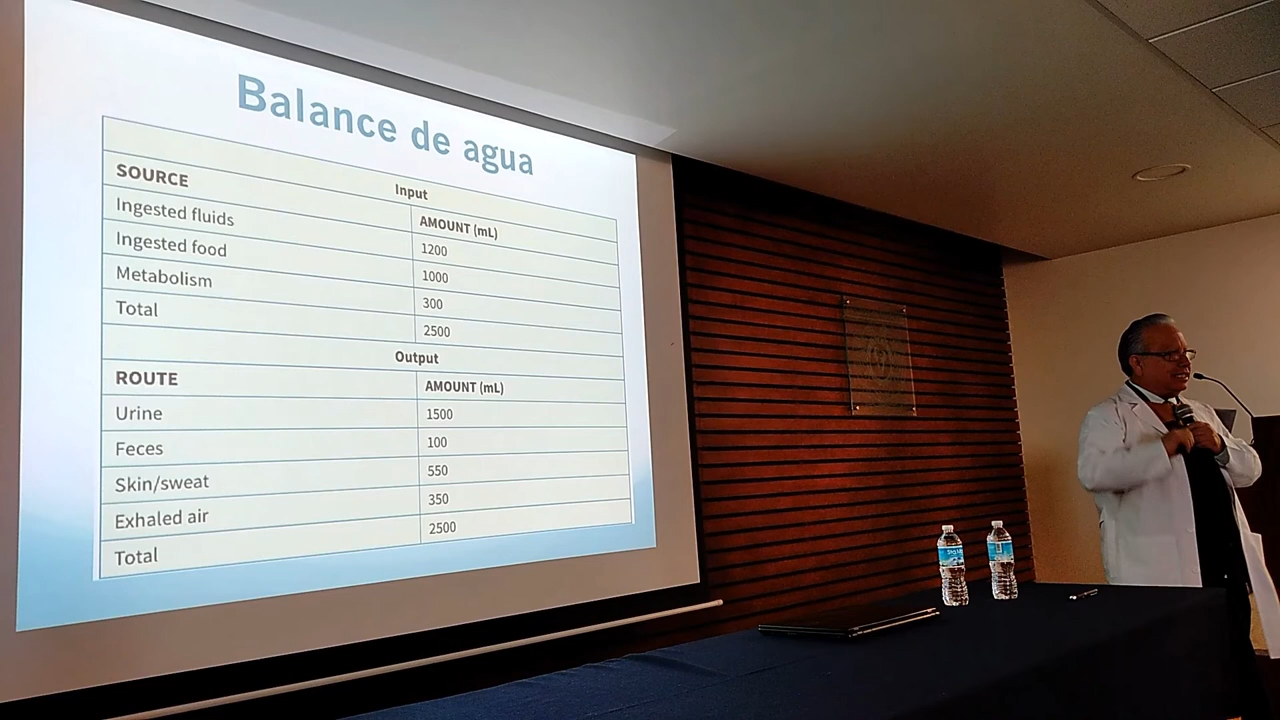 Balance de agua
Input
SOURCE AMOUNT (mL)
Ingested fluids 1200
Ingested food 1000
Metabolism 300
Total 2500
Output
ROUTE AMOUNT (mL)
Urine 1500
Feces 100
Skin/sweat 550
Exhaled air 350
Total 2500